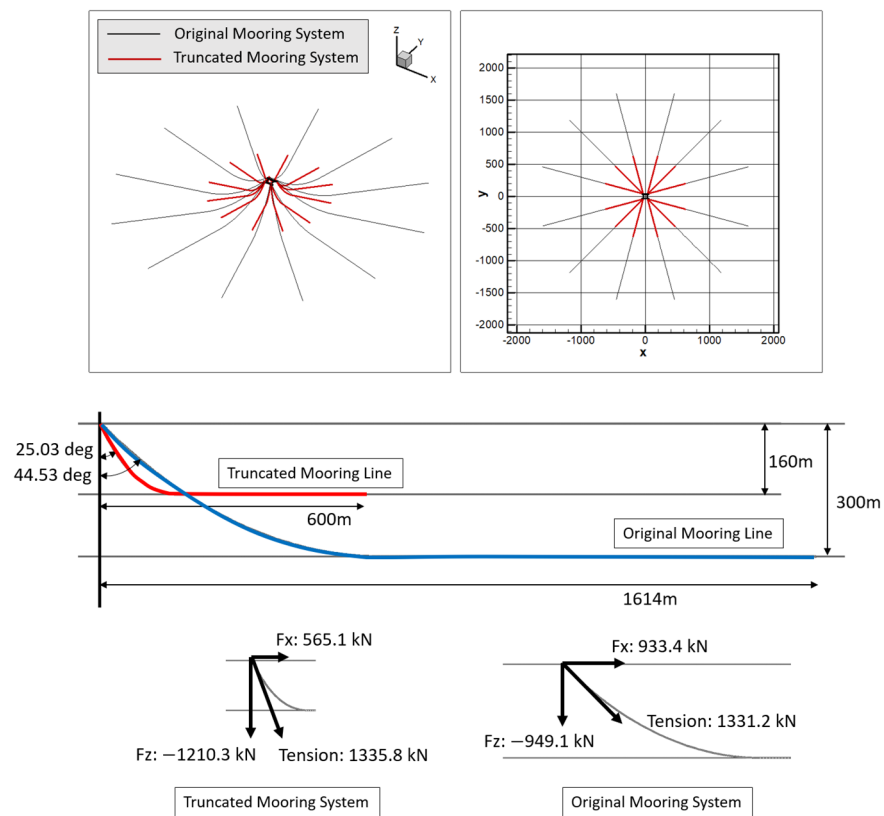 Original Mooring System
Truncated Mooring System
Z
Y
X
2000
1500
1000
500
0
-500
-1000
-1500
-2000
y
-2000 -1000 0 1000 2000
x
25.03 deg
44.53 deg
Truncated Mooring Line
160m
600m
300m
Original Mooring Line
1614m
Fx: 565.1 kN
Fz: −1210.3 kN
Tension: 1335.8 kN
Truncated Mooring System
Fx: 933.4 kN
Tension: 1331.2 kN
Fz: −949.1 kN
Original Mooring System